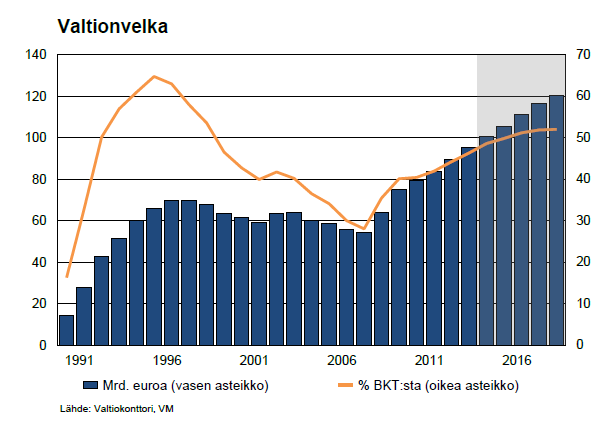 Valtionvelka
140 70
120 60
100 50
80 40
60 30
40 20
20 10
0 0
1991 1996 2001 2006 2011 2016
Mrd. euroa (vasen asteikko) % BKT:sta (oikea asteikko)
Lähde: Valtiokonttori, VM